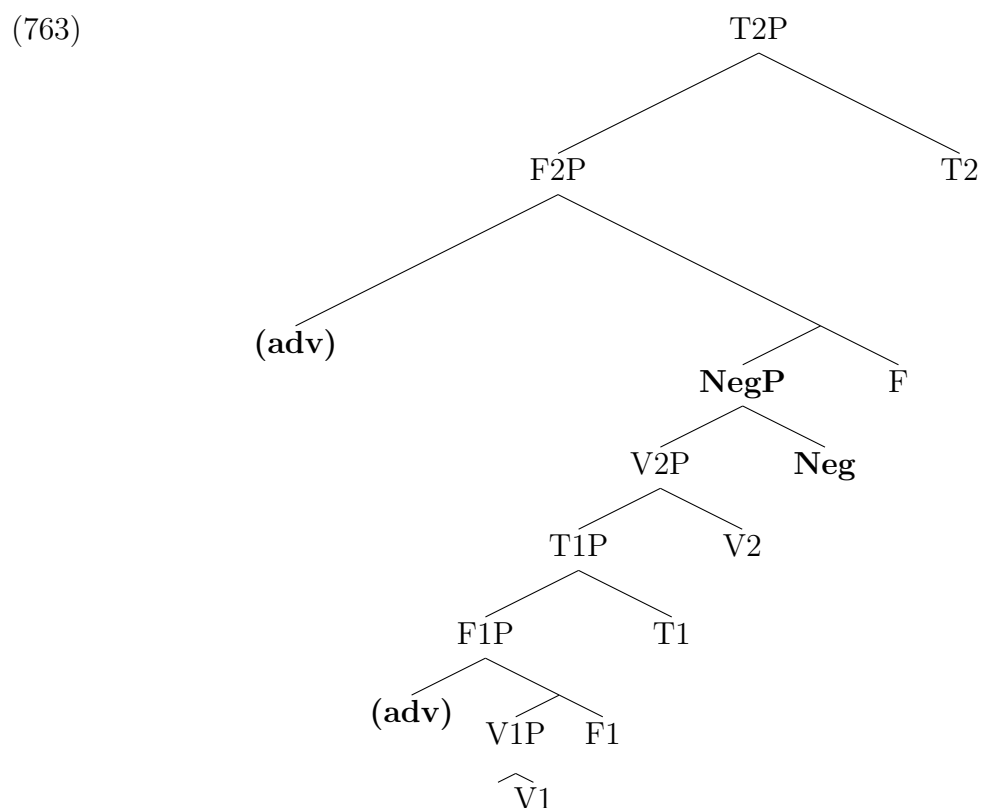 (763) T2P
F2P T2
(adv)
NegP F
V2P Neg
T1P V2
F1P T1
(adv)
V1P F1
V1